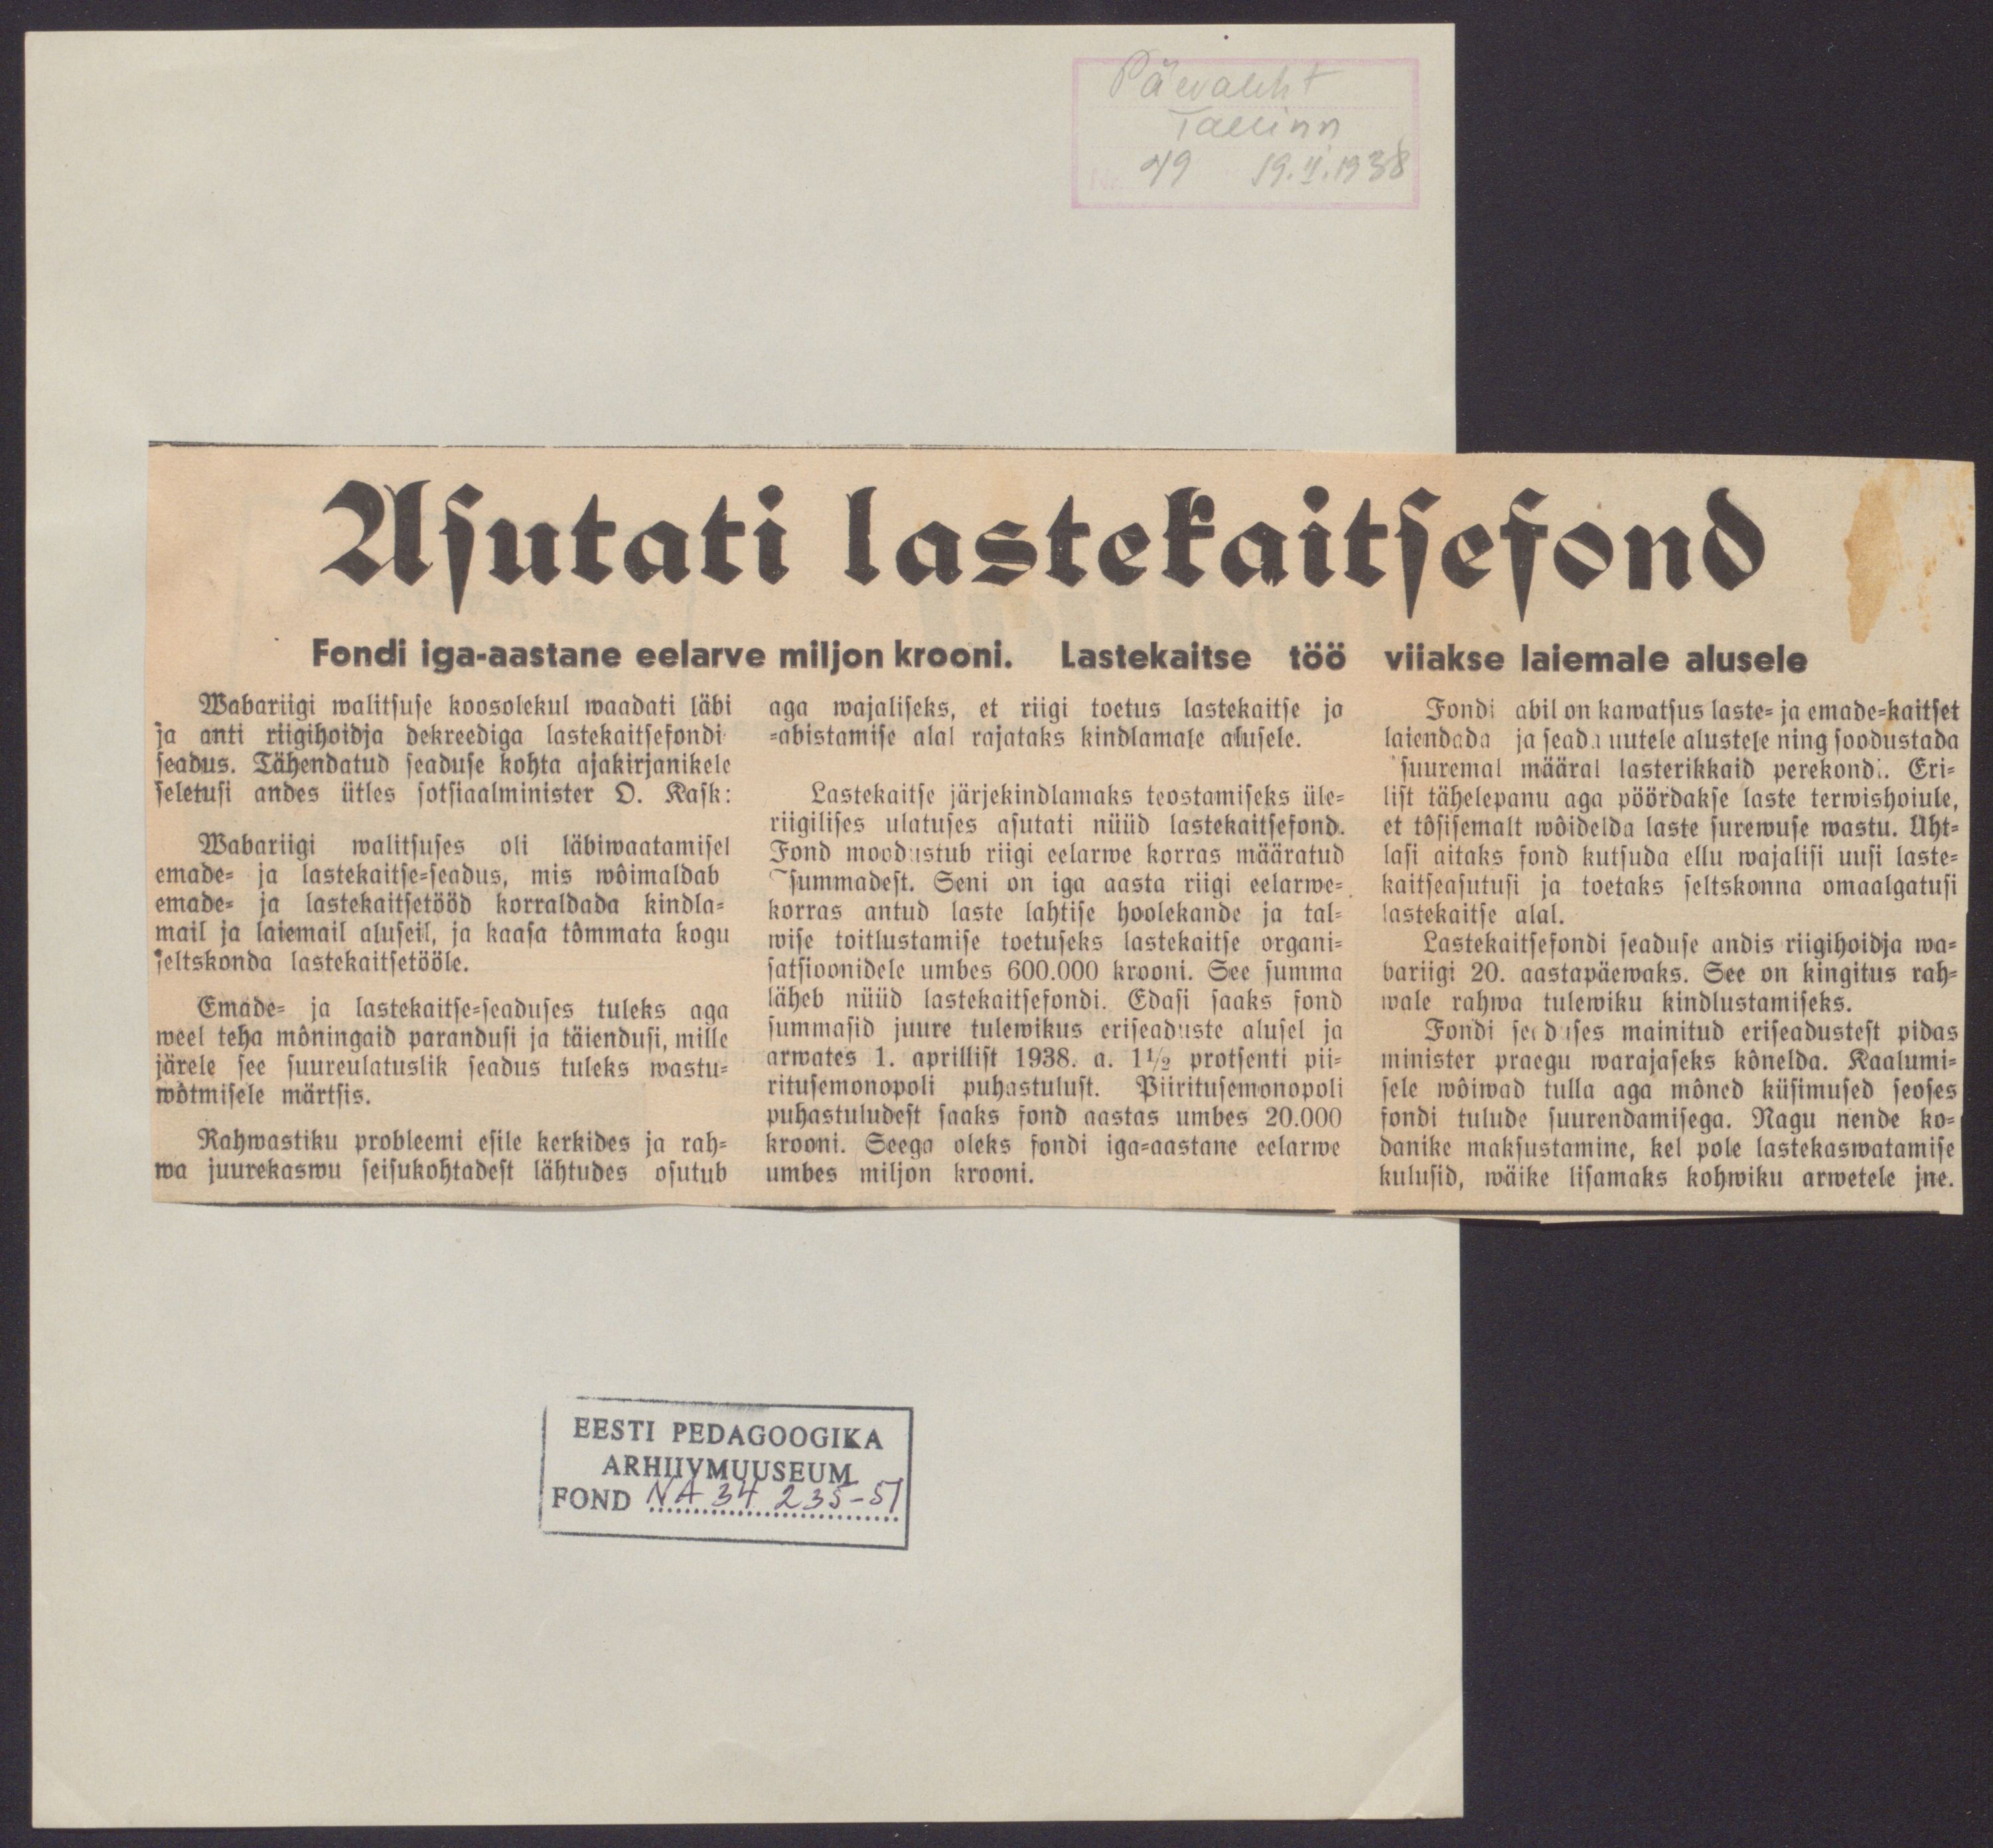 Päevaleht
Tallinn
Nr. 49 19.II.1938
Asutati lastekaitsefond
Fondi iga-aastane eelarve miljon krooni. Lastekaitse töö viiakse laiemale alusele
Wabariigi walitsuse koosolekul waadati läbi
ja anti riigihoidja dekreediga lastekaitsefondi
seadus. Tähendatud seaduse kohta ajakirjanikele
seletusi andes ütles sotsiaalminister O. Kask:
Wabariigi walitsuses oli läbiwaatamisel
emade- ja lastekaitse-seadus, mis wõimaldab
emade- ja lastekaitsetööd korraldada kindla-
mail ja laiemail aluseil, ja kaasa tõmmata kogu
seltskonda lastekaitsetööle.
Emade- ja lastekaitse-seaduses tuleks aga
weel teha mõningaid parandusi ja täiendusi, mille
järele see suureulatuslik seadus tuleks wastu-
wõtmisele märtsis.
Rahwastiku probleemi esile kerkides ja rah-
wa juurekaswu seisukohtadest lähtudes osutub
aga wajaliseks, et riigi toetus lastekaitse ja
-abistamise alal rajataks kindlamale alusele.
Lastekaitse järjekindlamaks teostamiseks üle-
riigilises ulatuses asutati nüüd lastekaitsefond.
Fond moodustub riigi eelarwe korras määratud
summadest. Seni on iga aasta riigi eelarwe-
korras antud laste lahtise hoolekande ja tal-
wise toitlustamise toetuseks lastekaitse organi-
satsioonidele umbes 600.000 krooni. See summa
läheb nüüd lastekaitsefondi. Edasi saaks fond
summasid juure tulewikus eriseaduste alusel ja
arwates 1. aprillist 1938. a. 1½ protsenti pii-
ritusemonopoli puhastulust. Piiritusemonopoli
puhastuludest saaks fond aastas umbes 20.000
krooni. Seega oleks fondi iga-aastane eelarwe
umbes miljon krooni.
Fondi abil on kawatsus laste- ja emade-kaitset
laiendada ja seada uutele alustele ning soodustada
suuremal määral lasterikkaid perekondi. Eri-
list tähelepanu aga pöördakse laste terwishoiule,
et tõsisemalt wõidelda laste surewuse wastu. Üht-
lasi aitaks fond kutsuda ellu wajalisi uusi laste-
kaitseasutusi ja toetaks seltskonna omaalgatusi
lastekaitse alal.
Lastekaitsefondi seaduse andis riigihoidja wa-
bariigi 20. aastapäewaks. See on kingitus rah-
wale rahwa tulewiku kindlustamiseks.
Fondi seaduses mainitud eriseadustest pidas
minister praegu warajaseks kõnelda. Kaalumi-
sele wõiwad tulla aga mõned küsimused seoses
fondi tulude suurendamisega. Nagu nende ko-
danike maksustamine, kel pole lastekaswatamise
kulusid, wäike lisamaks kohwiku arwetele jne.
EESTI PEDAGOOGIKA
ARHIIVMUUSEUM
FOND NA 34 235-51